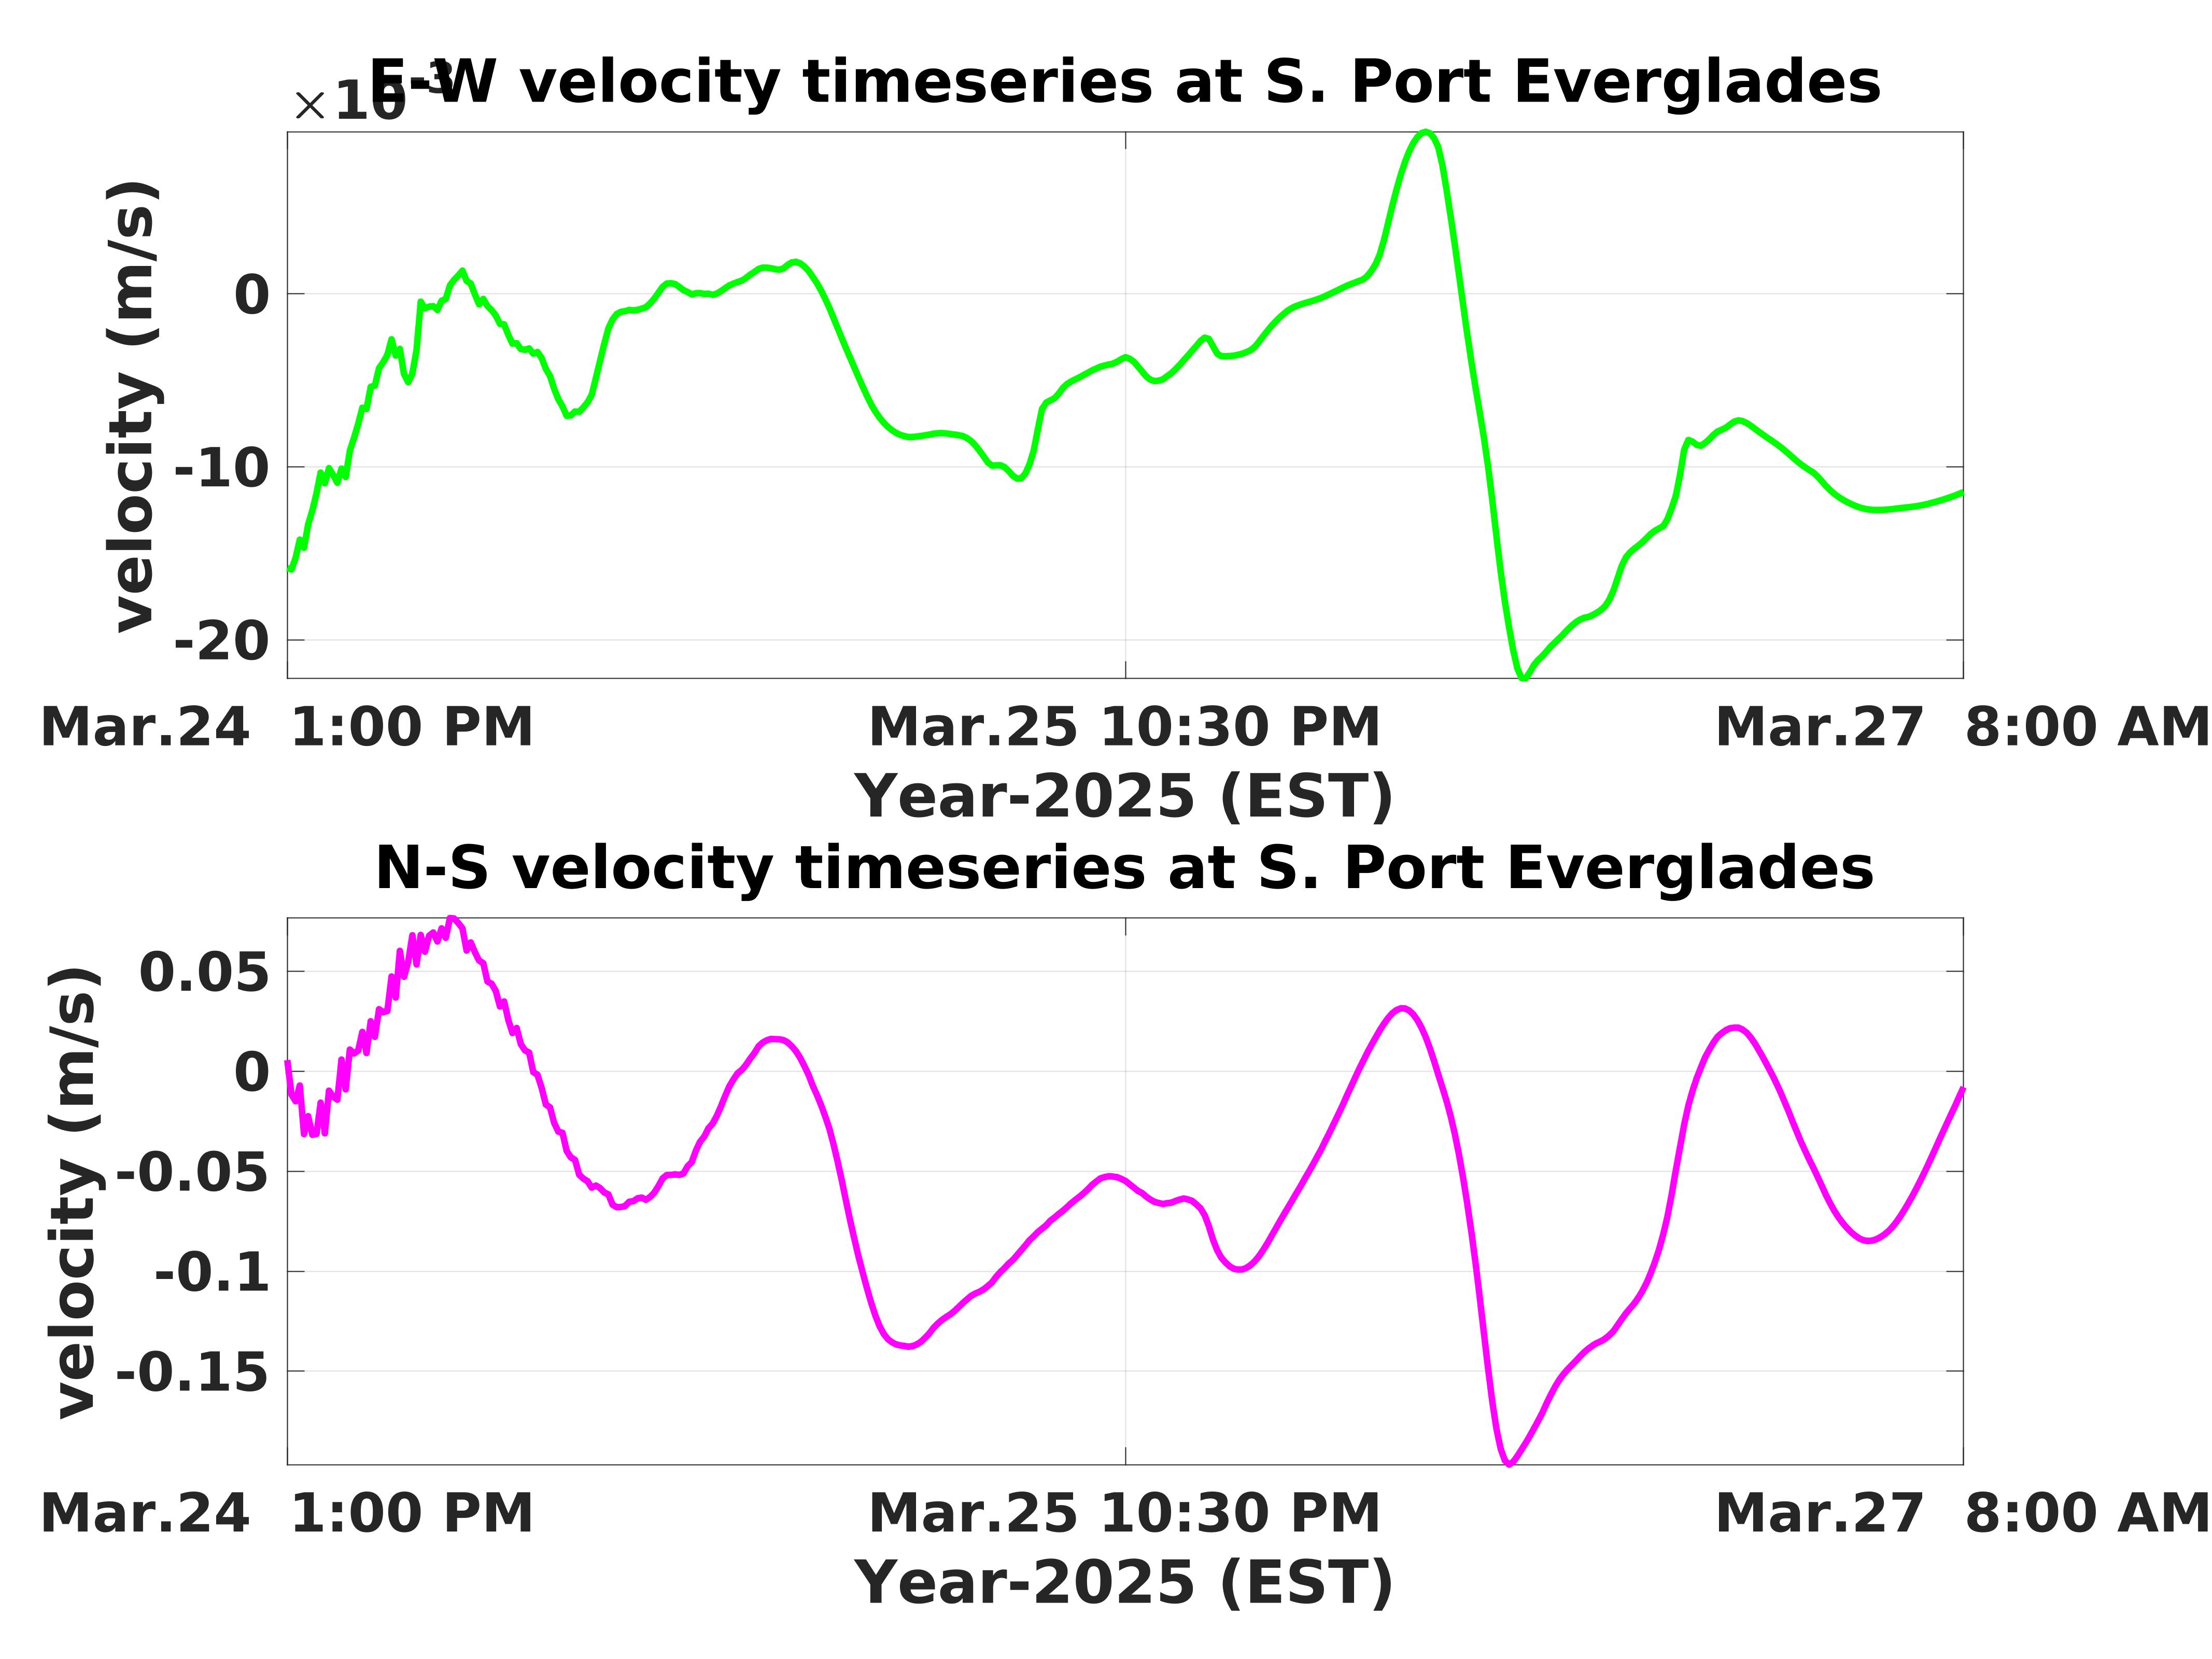 E-W velocity timeseries at S. Port Everglades
×10-3
velocity (m/s)
0
-10
-20
Mar.24 1:00 PM
Mar.25 10:30 PM
Mar.27 8:00 AM
Year-2025 (EST)
N-S velocity timeseries at S. Port Everglades
velocity (m/s)
0.05
0
-0.05
-0.1
-0.15
Mar.24 1:00 PM
Mar.25 10:30 PM
Mar.27 8:00 AM
Year-2025 (EST)